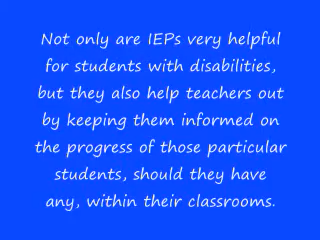 Not only are IEPs very helpful
for students with disabilities,
but they also help teachers out
by keeping them informed on
the progress of those particular
students, should they have
any, within their classrooms.